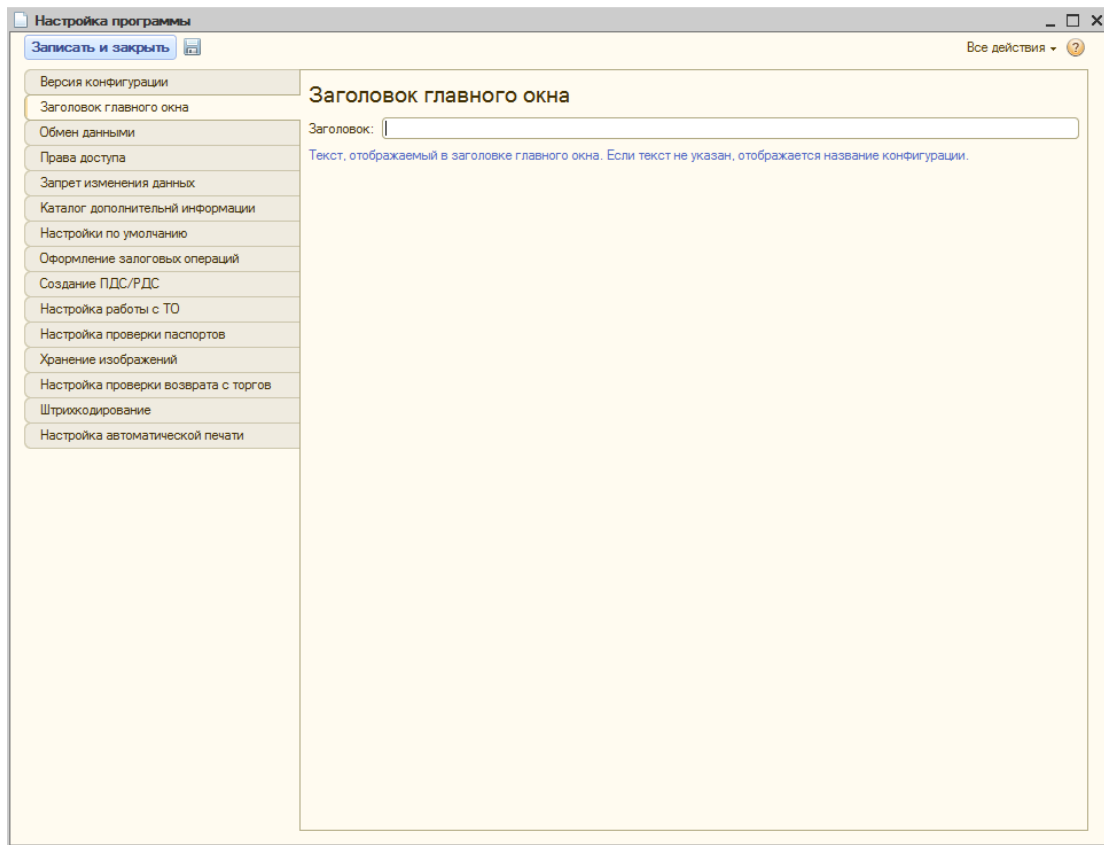 Настройка программы
Записать и закрыть
Все действия
Версия конфигурации
Заголовок главного окна
Обмен данными
Права доступа
Запрет изменения данных
Каталог дополнительнй информации
Настройки по умолчанию
Оформление залоговых операций
Создание ПДС/РДС
Настройка работы с ТО
Настройка проверки паспортов
Хранение изображений
Настройка проверки возврата с торгов
Штрихкодирование
Настройка автоматической печати
Заголовок главного окна
Заголовок:
Текст, отображаемый в заголовке главного окна. Если текст не указан, отображается название конфигурации.